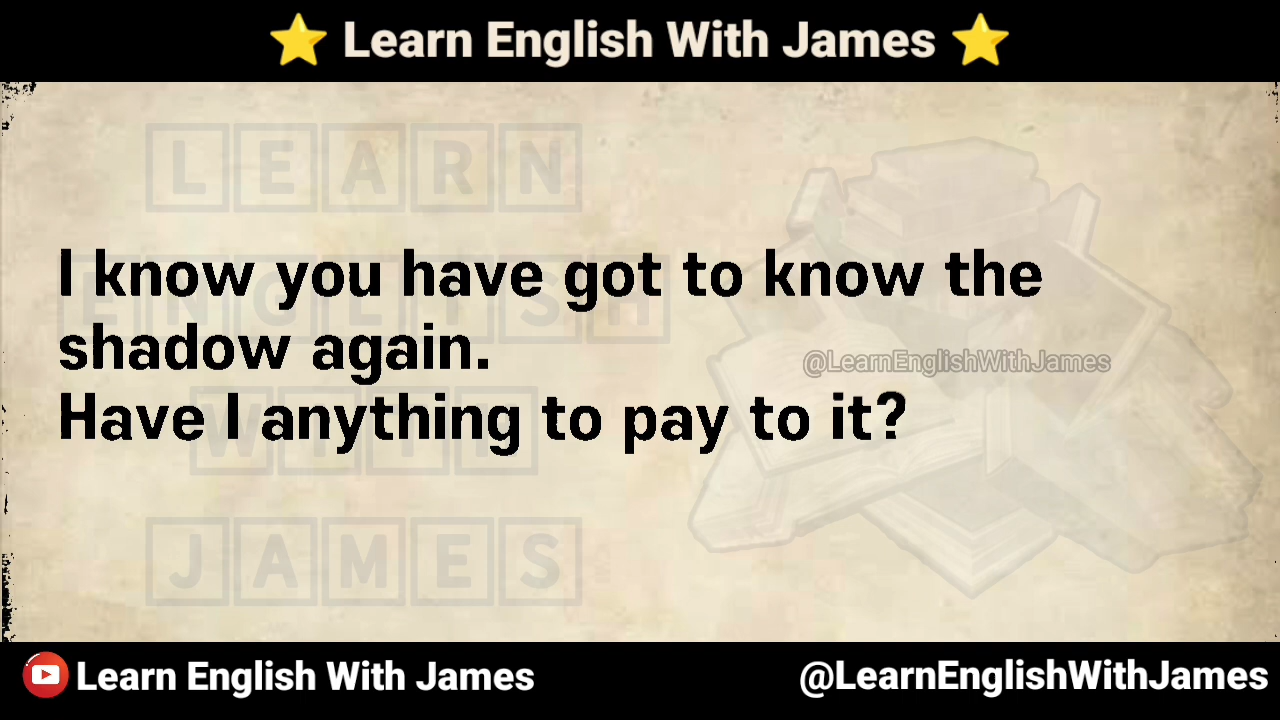 ⭐ Learn English With James ⭐
LEARN
ENGLISH
I know you have got to know the
shadow again.
@LearnEnglishWithJames
WITH
Have I anything to pay to it?
JAMES
Learn English With James
@LearnEnglishWithJames